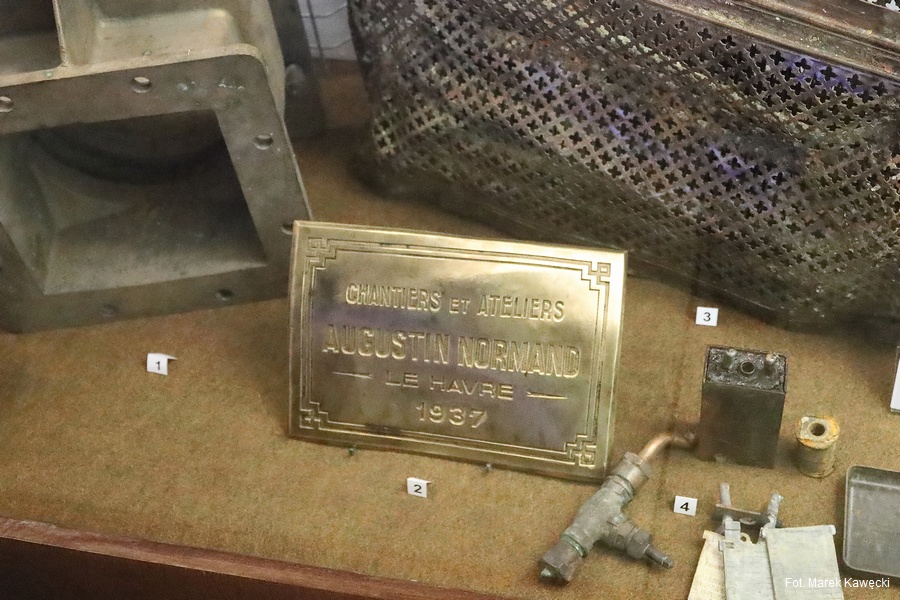 CHANTIERS ET ATELIERS
AUGUSTIN NORMAND
LE HAVRE
1937
1
2
3
4
Fot. Marek Kawęcki